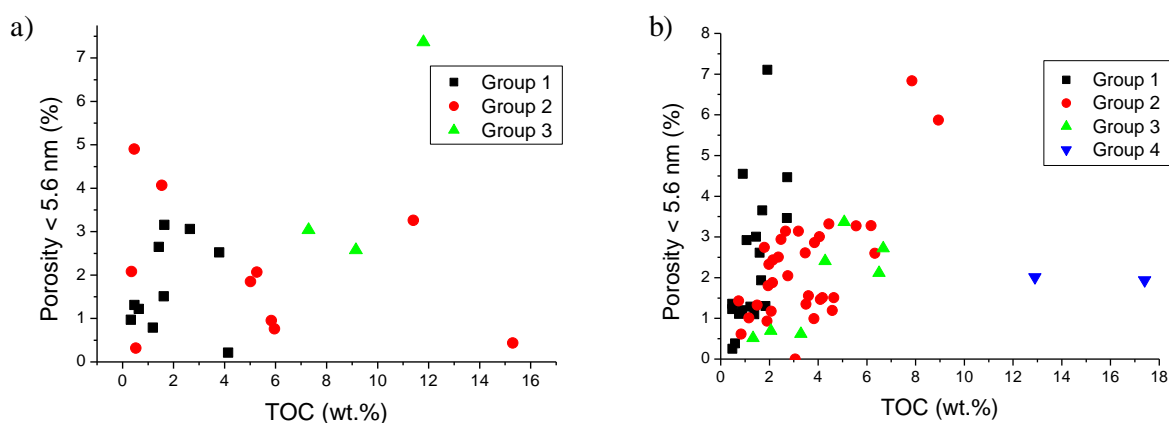 a)
Porosity < 5.6 nm (%)
7
6
5
4
3
2
1
0
0 2 4 6 8 10 12 14 16
TOC (wt.%)
Group 1
Group 2
Group 3
b)
Porosity < 5.6 nm (%)
8
7
6
5
4
3
2
1
0
0 2 4 6 8 10 12 14 16 18
TOC (wt.%)
Group 1
Group 2
Group 3
Group 4